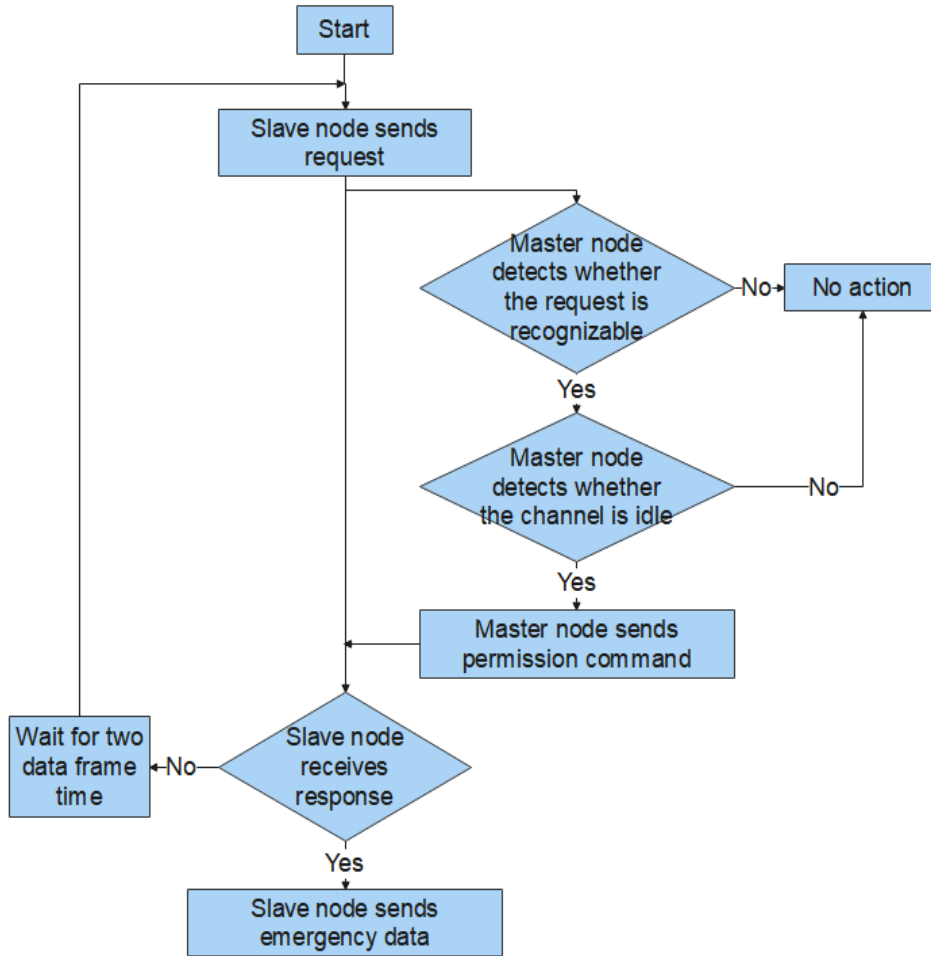 Start
Slave node sends
request
Master node
detects whether
the request is
recognizable
No
No action
Yes
Master node
detects whether
the channel is idle
No
Yes
Master node sends
permission command
Slave node
receives
response
No
Wait for two
data frame
time
Yes
Slave node sends
emergency data